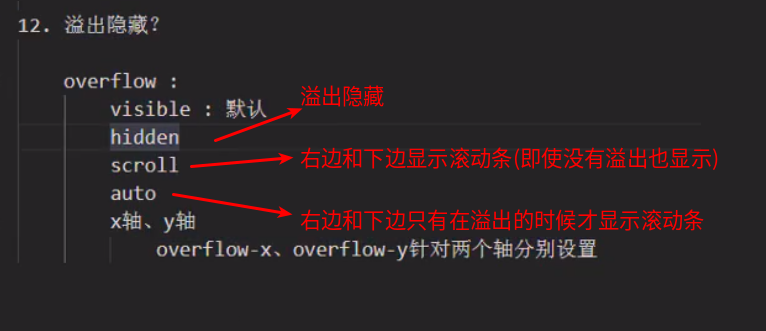 12. 溢出隐藏?
overflow :
visible : 默认
溢出隐藏
hidden
scroll
右边和下边显示滚动条(即使没有溢出也显示)
auto
右边和下边只有在溢出的时候才显示滚动条
x轴、y轴
overflow-x、overflow-y针对两个轴分别设置